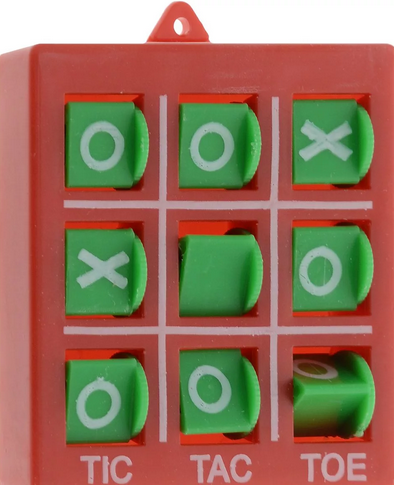 O O X
X O
O O O
TIC TAC TOE